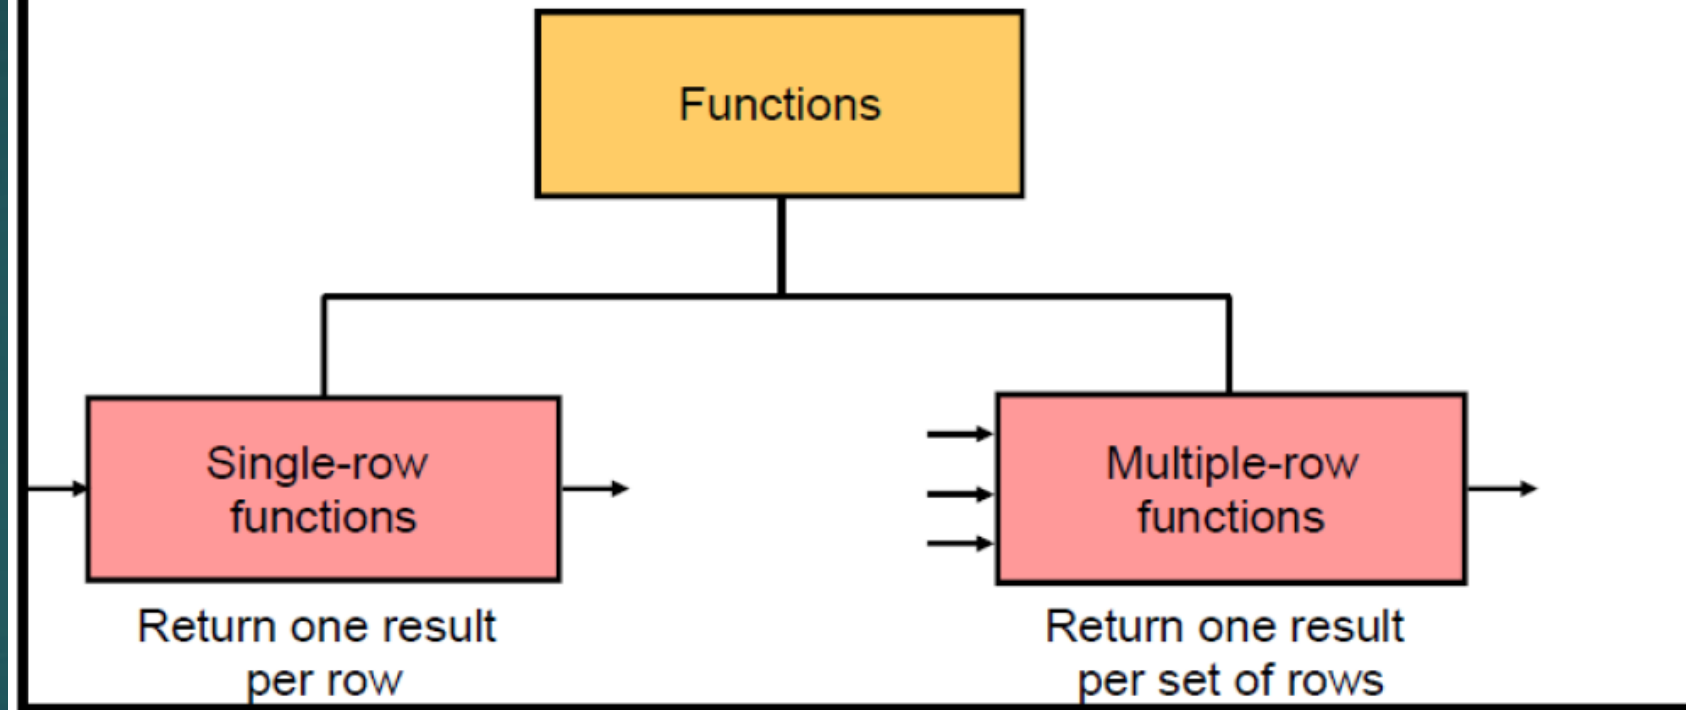 Functions
Single-row
functions
Return one result
per row
Multiple-row
functions
Return one result
per set of rows